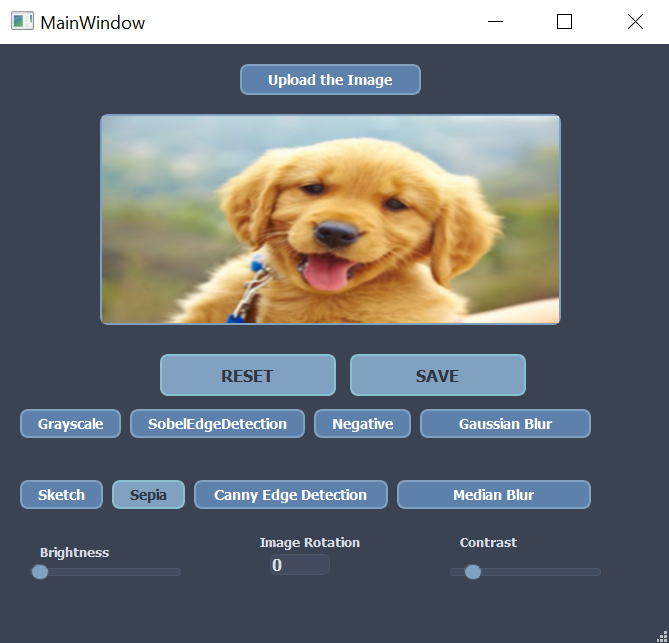 MainWindow
Upload the Image
RESET SAVE
Grayscale SobelEdgeDetection Negative Gaussian Blur
Sketch Sepia Canny Edge Detection Median Blur
Brightness Image Rotation Contrast
0